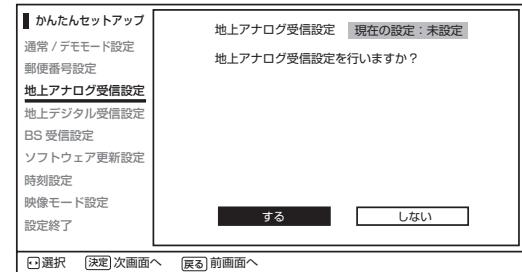 かんたんセットアップ
通常 / デモモード設定
郵便番号設定
地上アナログ受信設定
地上デジタル受信設定
BS 受信設定
ソフトウェア更新設定
時刻設定
映像モード設定
設定終了
地上アナログ受信設定 現在の設定：未設定
地上アナログ受信設定を行いますか？
する しない
選択 決定 次画面へ 戻る 前画面へ